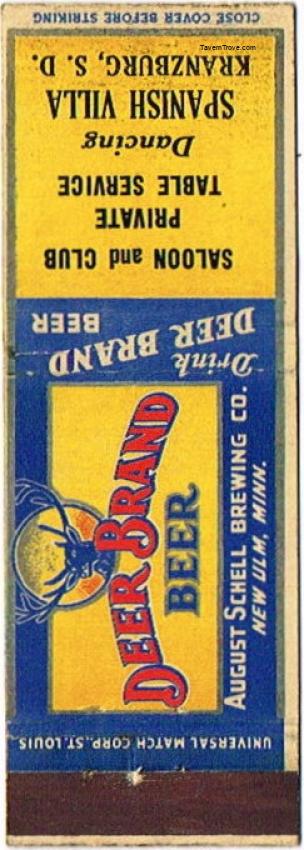 CLOSE COVER BEFORE STRIKING
TavernTrove.com
SPANISH VILLA
KRANZBURG, S. D.
Dancing
PRIVATE
TABLE SERVICE
SALOON and CLUB
Drink
DEER BRAND
BEER
DEER BRAND
BEER
AUGUST SCHELL BREWING CO.
NEW ULM, MINN.
UNIVERSAL MATCH CORP., ST. LOUIS